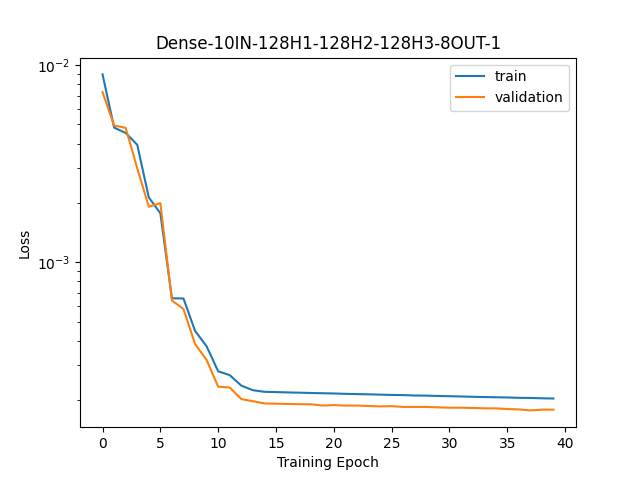 Dense-10IN-128H1-128H2-128H3-8OUT-1
train
validation
Loss
10⁻²
10⁻³
0 5 10 15 20 25 30 35 40
Training Epoch